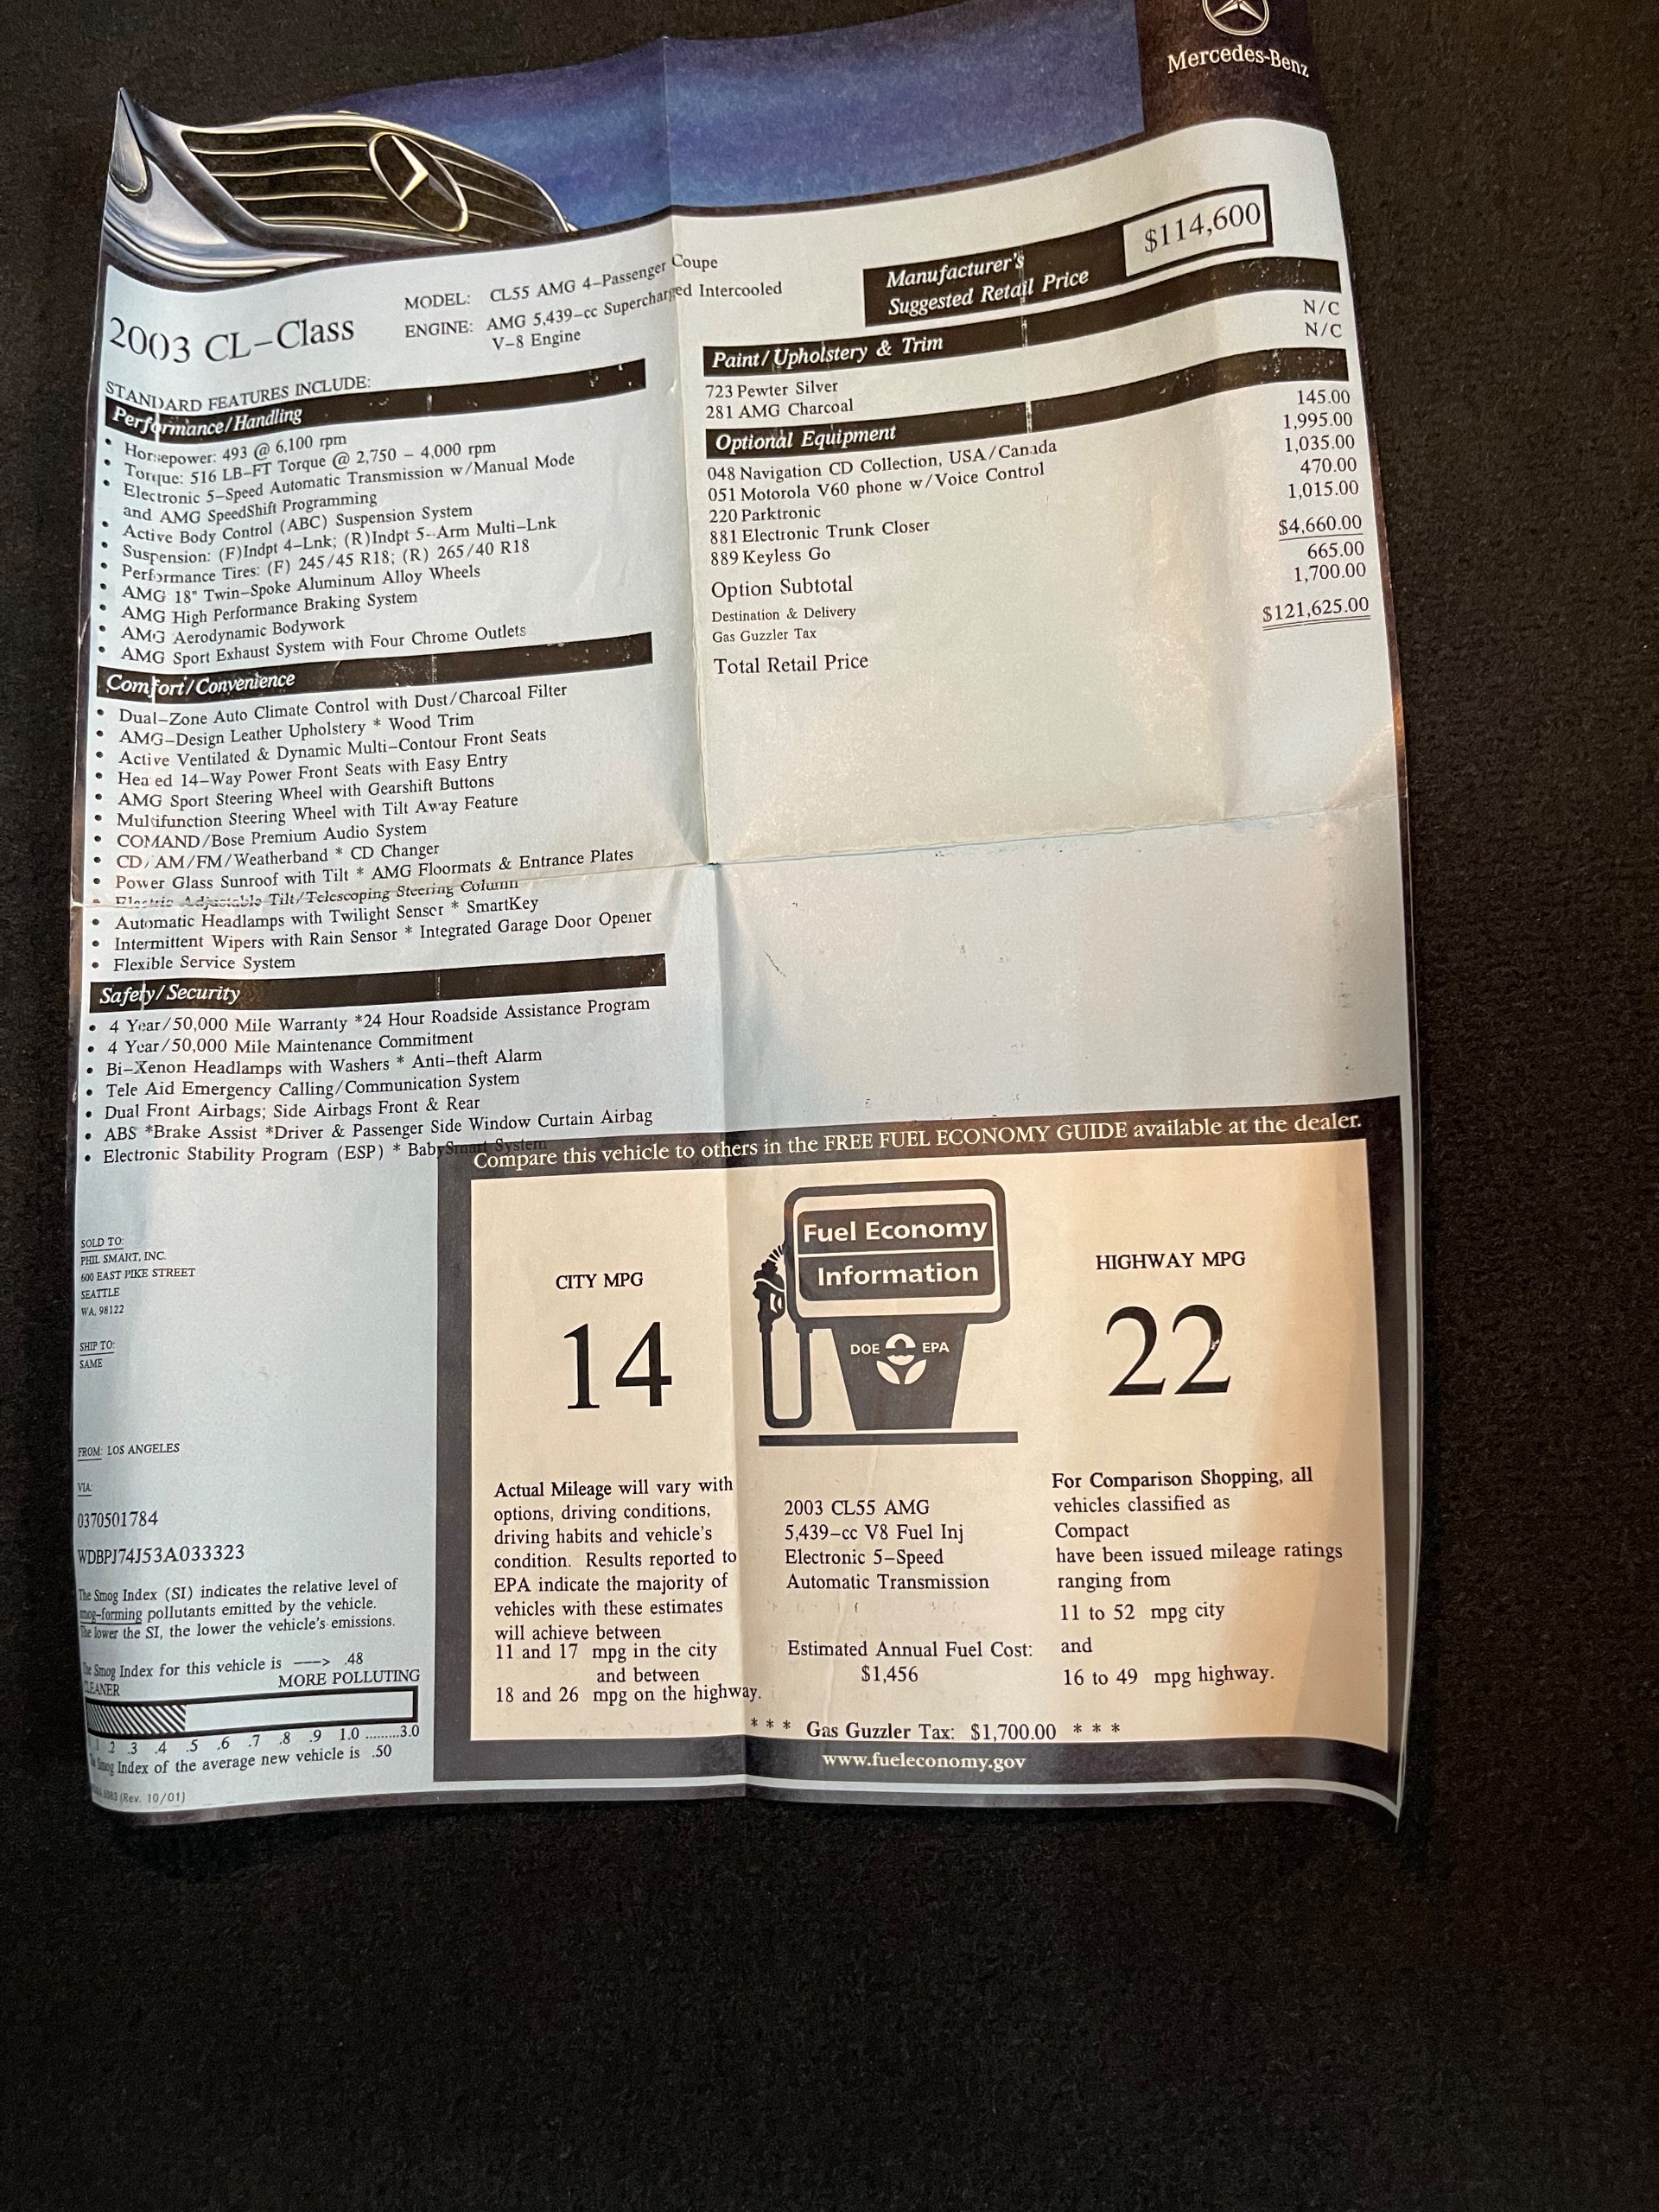 Mercedes-Benz
2003 CL-Class
MODEL: CL55 AMG 4-Passenger Coupe
ENGINE: AMG 5,439-cc Supercharged Intercooled
V-8 Engine
Manufacturer's
Suggested Retail Price
$114,600
STANDARD FEATURES INCLUDE:
Performance/Handling
• Horsepower: 493 @ 6,100 rpm
• Torque: 516 LB-FT Torque @ 2,750 - 4,000 rpm
• Electronic 5-Speed Automatic Transmission w/Manual Mode
and AMG SpeedShift Programming
• Active Body Control (ABC) Suspension System
• Suspension: (F)Indpt 4-Lnk; (R)Indpt 5-Arm Multi-Lnk
• Performance Tires: (F) 245/45 R18; (R) 265/40 R18
• AMG 18" Twin-Spoke Aluminum Alloy Wheels
• AMG High Performance Braking System
• AMG Aerodynamic Bodywork
• AMG Sport Exhaust System with Four Chrome Outlets
Comfort/Convenience
• Dual-Zone Auto Climate Control with Dust/Charcoal Filter
• AMG-Design Leather Upholstery * Wood Trim
• Active Ventilated & Dynamic Multi-Contour Front Seats
• Heated 14-Way Power Front Seats with Easy Entry
• AMG Sport Steering Wheel with Gearshift Buttons
• Multifunction Steering Wheel with Tilt Away Feature
• COMAND/Bose Premium Audio System
• CD/AM/FM/Weatherband * CD Changer
• Power Glass Sunroof with Tilt * AMG Floormats & Entrance Plates
• Electric Adjustable Tilt/Telescoping Steering Column
• Automatic Headlamps with Twilight Sensor * SmartKey
• Intermittent Wipers with Rain Sensor * Integrated Garage Door Opener
• Flexible Service System
Safety/Security
• 4 Year/50,000 Mile Warranty *24 Hour Roadside Assistance Program
• 4 Year/50,000 Mile Maintenance Commitment
• Bi-Xenon Headlamps with Washers * Anti-theft Alarm
• Tele Aid Emergency Calling/Communication System
• Dual Front Airbags; Side Airbags Front & Rear
• ABS *Brake Assist *Driver & Passenger Side Window Curtain Airbag
• Electronic Stability Program (ESP) * BabySmart System
Paint/Upholstery & Trim
723 Pewter Silver N/C
281 AMG Charcoal N/C
Optional Equipment
048 Navigation CD Collection, USA/Canada 145.00
051 Motorola V60 phone w/Voice Control 1,995.00
220 Parktronic 1,035.00
881 Electronic Trunk Closer 470.00
889 Keyless Go 1,015.00
Option Subtotal $4,660.00
Destination & Delivery 665.00
Gas Guzzler Tax 1,700.00
Total Retail Price $121,625.00
SOLD TO:
PHIL SMART, INC.
600 EAST PIKE STREET
SEATTLE
WA, 98122
SHIP TO:
SAME
FROM: LOS ANGELES
VIA:
0370501784
WDBPJ74J53A033323
The Smog Index (SI) indicates the relative level of
smog-forming pollutants emitted by the vehicle.
The lower the SI, the lower the vehicle's emissions.
The Smog Index for this vehicle is ---> .48
CLEANER MORE POLLUTING
.2 .3 .4 .5 .6 .7 .8 .9 1.0 .........3.0
The Smog Index of the average new vehicle is .50
(Rev. 10/01)
Compare this vehicle to others in the FREE FUEL ECONOMY GUIDE available at the dealer.
Fuel Economy
Information
DOE EPA
CITY MPG
14
HIGHWAY MPG
22
Actual Mileage will vary with
options, driving conditions,
driving habits and vehicle's
condition. Results reported to
EPA indicate the majority of
vehicles with these estimates
will achieve between
11 and 17 mpg in the city
and between
18 and 26 mpg on the highway.
2003 CL55 AMG
5,439-cc V8 Fuel Inj
Electronic 5-Speed
Automatic Transmission
Estimated Annual Fuel Cost:
$1,456
For Comparison Shopping, all
vehicles classified as
Compact
have been issued mileage ratings
ranging from
11 to 52 mpg city
and
16 to 49 mpg highway.
* * * Gas Guzzler Tax: $1,700.00 * * *
www.fueleconomy.gov